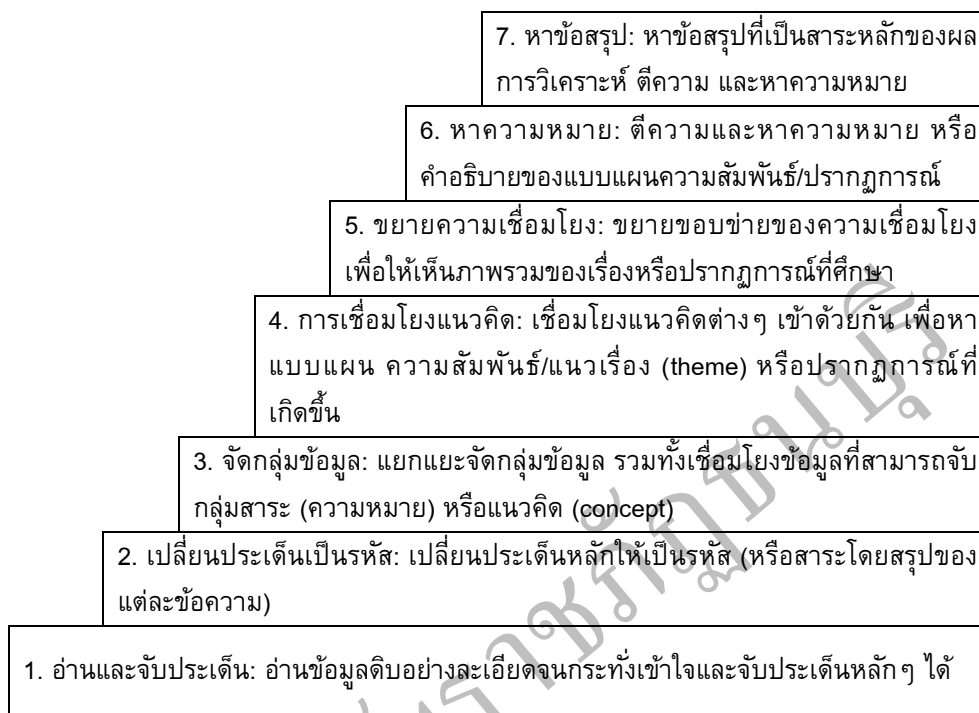 7. หาข้อสรุป: หาข้อสรุปที่เป็นสาระหลักของผล
การวิเคราะห์ ตีความ และหาความหมาย
6. หาความหมาย: ตีความและหาความหมาย หรือ
คำอธิบายของแบบแผนความสัมพันธ์/ปรากฏการณ์
5. ขยายความเชื่อมโยง: ขยายขอบข่ายของความเชื่อมโยง
เพื่อให้เห็นภาพรวมของเรื่องหรือปรากฏการณ์ที่ศึกษา
4. การเชื่อมโยงแนวคิด: เชื่อมโยงแนวคิดต่างๆ เข้าด้วยกัน เพื่อหา
แบบแผน ความสัมพันธ์/แนวเรื่อง (theme) หรือปรากฏการณ์ที่
เกิดขึ้น
3. จัดกลุ่มข้อมูล: แยกแยะจัดกลุ่มข้อมูล รวมทั้งเชื่อมโยงข้อมูลที่สามารถจับ
กลุ่มสาระ (ความหมาย) หรือแนวคิด (concept)
2. เปลี่ยนประเด็นเป็นรหัส: เปลี่ยนประเด็นหลักให้เป็นรหัส (หรือสาระโดยสรุปของ
แต่ละข้อความ)
1. อ่านและจับประเด็น: อ่านข้อมูลดิบอย่างละเอียดจนกระทั่งเข้าใจและจับประเด็นหลักๆ ได้
ราชภัฏธนบุรี